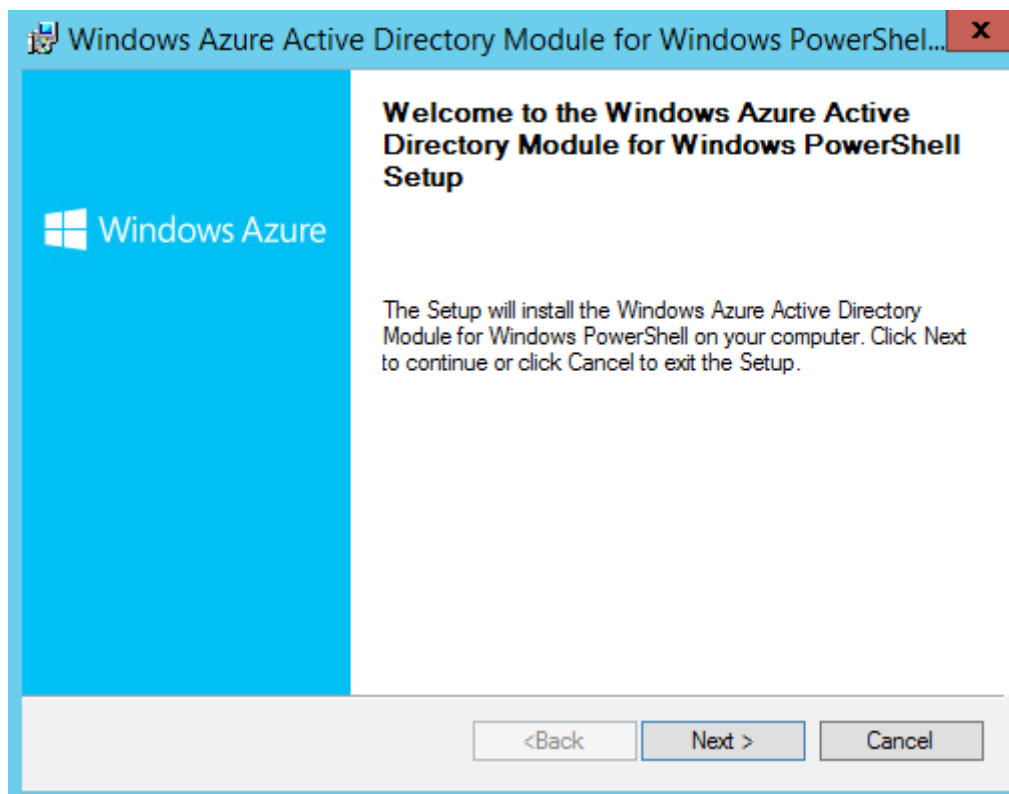 Windows Azure Active Directory Module for Windows PowerShel...
x
Welcome to the Windows Azure Active
Directory Module for Windows PowerShell
Setup
Windows Azure
The Setup will install the Windows Azure Active Directory
Module for Windows PowerShell on your computer. Click Next
to continue or click Cancel to exit the Setup.
<Back
Next >
Cancel